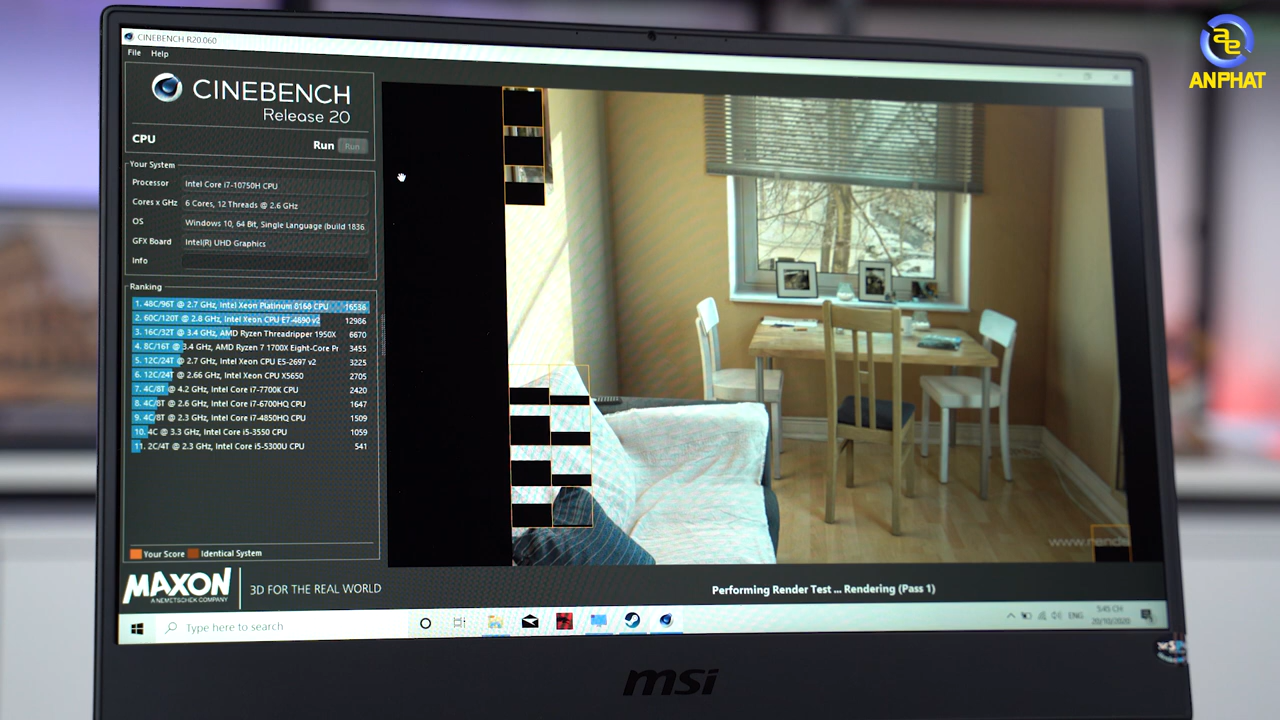 CINEBENCH R20.060
ANPHAT
File Help
CINEBENCH
Release 20
CPU
Run Run
Your System
Processor Intel Core i7-10750H CPU
Cores x GHz 6 Cores, 12 Threads @ 2.6 GHz
OS Windows 10, 64 Bit, Single Language (build 1836
GFX Board Intel(R) UHD Graphics
Info
Ranking
1. 48C/96T @ 2.7 GHz, Intel Xeon Platinum 8168 CPU 16538
2. 60C/120T @ 2.8 GHz, Intel Xeon CPU E7-4890 v2 12986
3. 16C/32T @ 3.4 GHz, AMD Ryzen Threadripper 1950X 6670
4. 8C/16T @ 3.4 GHz, AMD Ryzen 7 1700X Eight-Core Pr 3455
5. 12C/24T @ 2.7 GHz, Intel Xeon CPU E5-2697 v2 3225
6. 12C/24T @ 2.66 GHz, Intel Xeon CPU X5650 2705
7. 4C/8T @ 4.2 GHz, Intel Core i7-7700K CPU 2420
8. 4C/8T @ 2.6 GHz, Intel Core i7-6700HQ CPU 1647
9. 4C/8T @ 2.3 GHz, Intel Core i7-4850HQ CPU 1509
10. 4C @ 3.3 GHz, Intel Core i5-3550 CPU 1059
11. 2C/4T @ 2.3 GHz, Intel Core i5-5300U CPU 541
www.rende
Your Score Identical System
MAXON
A NEMETSCHEK COMPANY
3D FOR THE REAL WORLD
Performing Render Test ... Rendering (Pass 1)
Type here to search
ENG
5:45 CH
20/10/2020
msi